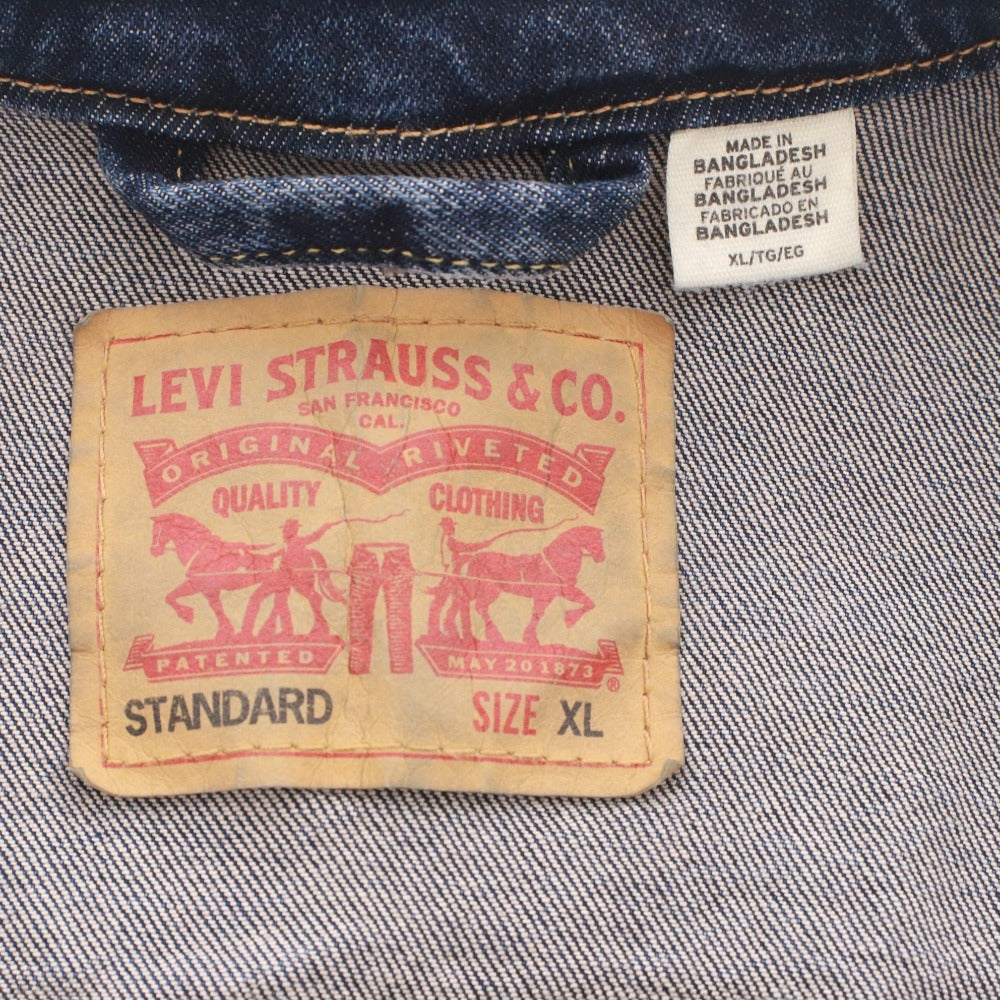 MADE IN
BANGLADESH
FABRIQUÉ AU
BANGLADESH
FABRICADO EN
BANGLADESH
XL/TG/EG
LEVI STRAUSS & CO.
SAN FRANCISCO
CAL.
ORIGINAL RIVETED
QUALITY CLOTHING
PATENTED MAY 20 1873 ®
STANDARD SIZE XL